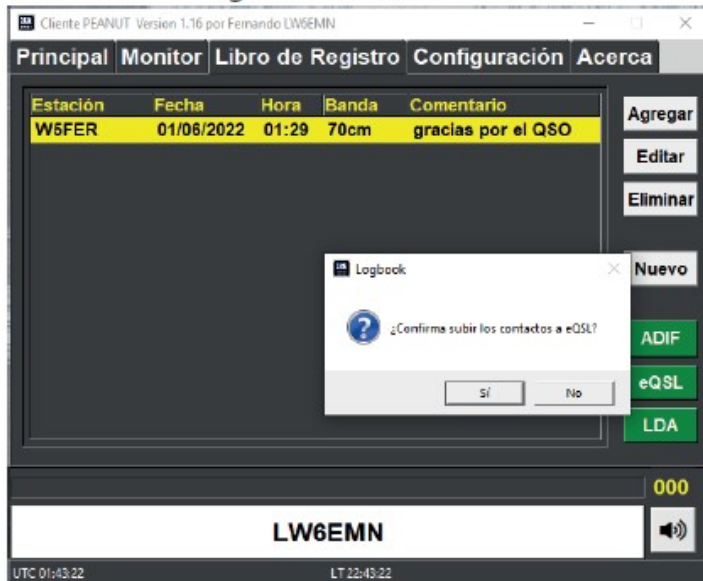 Cliente PEANUT Version 1.16 por Fernando LW6EMN
Principal Monitor Libro de Registro Configuración Acerca
Estación Fecha Hora Banda Comentario
W5FER 01/06/2022 01:29 70cm gracias por el QSO
Agregar
Editar
Eliminar
Nuevo
ADIF
eQSL
LDA
Logbook
¿Confirma subir los contactos a eQSL?
Sí No
000
LW6EMN
UTC 01:43:22 LT 22:43:22